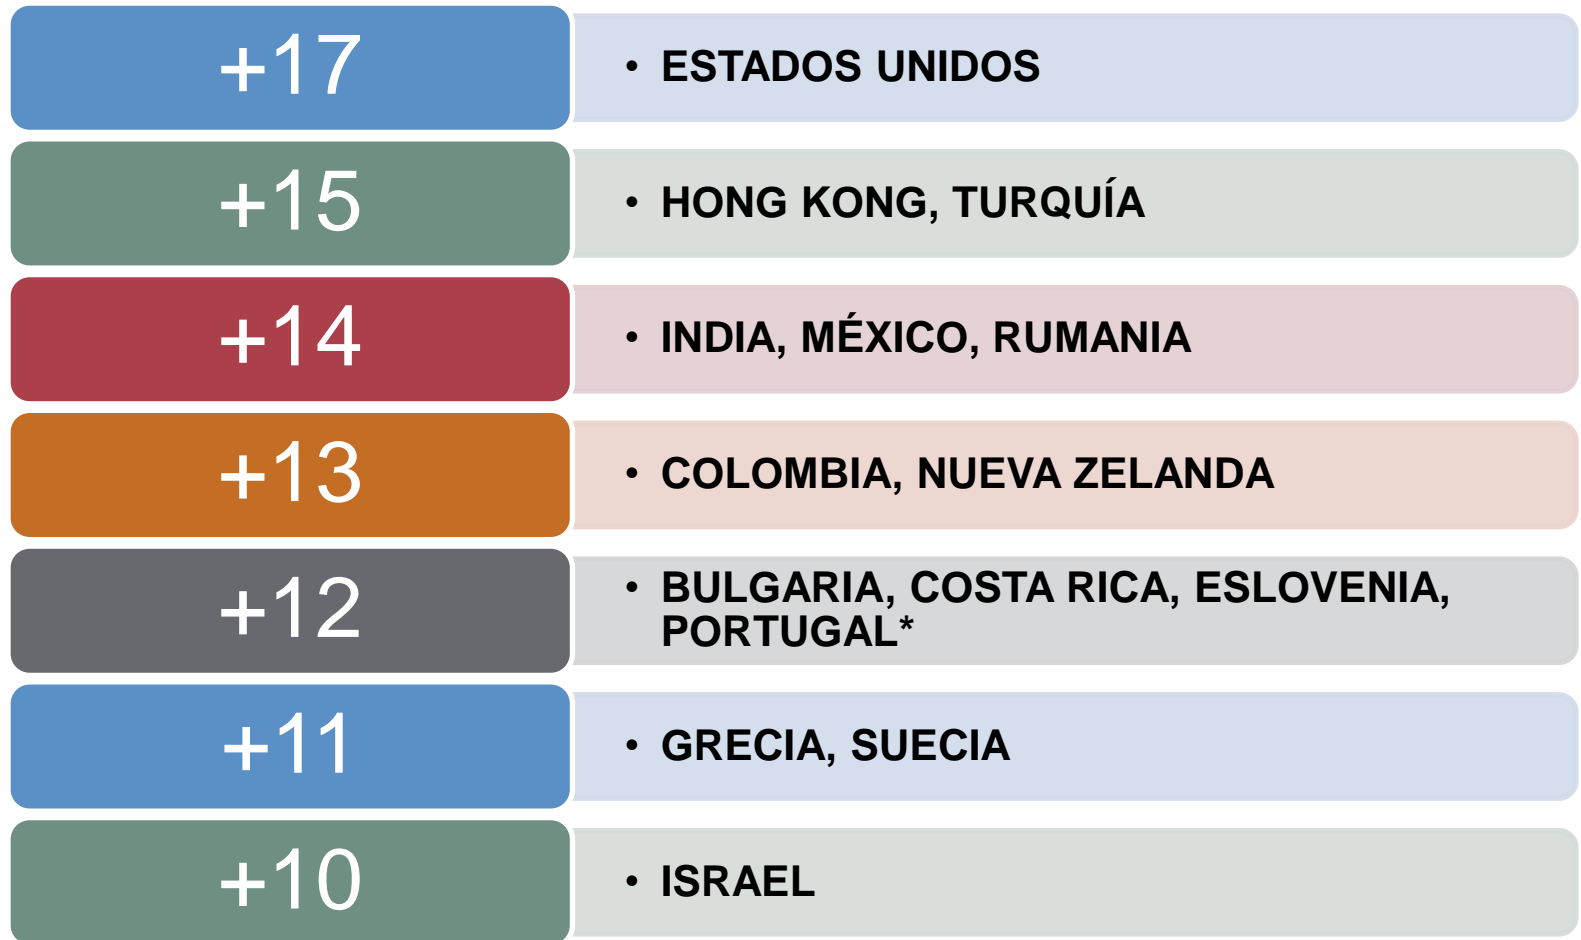 +17
• ESTADOS UNIDOS
+15
• HONG KONG, TURQUÍA
+14
• INDIA, MÉXICO, RUMANIA
+13
• COLOMBIA, NUEVA ZELANDA
+12
• BULGARIA, COSTA RICA, ESLOVENIA,
PORTUGAL*
+11
• GRECIA, SUECIA
+10
• ISRAEL